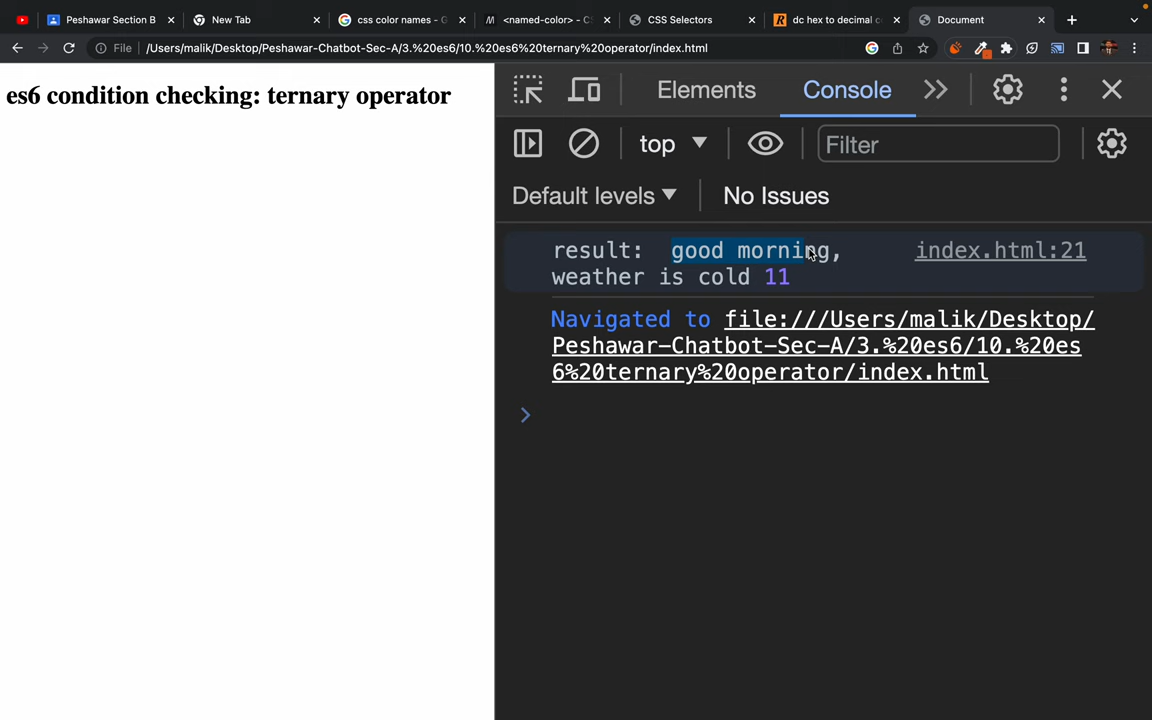 Peshawar Section B
New Tab
css color names - G
<named-color> - CS
CSS Selectors
dc hex to decimal co
Document
File
/Users/malik/Desktop/Peshawar-Chatbot-Sec-A/3.%20es6/10.%20es6%20ternary%20operator/index.html
es6 condition checking: ternary operator
Elements
Console
top
Filter
Default levels
No Issues
result: good morning,
index.html:21
weather is cold 11
Navigated to file:///Users/malik/Desktop/
Peshawar-Chatbot-Sec-A/3.%20es6/10.%20es
6%20ternary%20operator/index.html